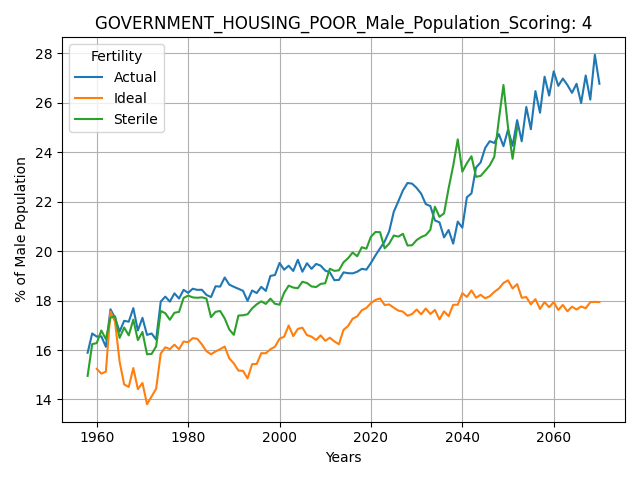 GOVERNMENT_HOUSING_POOR_Male_Population_Scoring: 4
Fertility
Actual
Ideal
Sterile
% of Male Population
28
26
24
22
20
18
16
14
1960 1980 2000 2020 2040 2060
Years